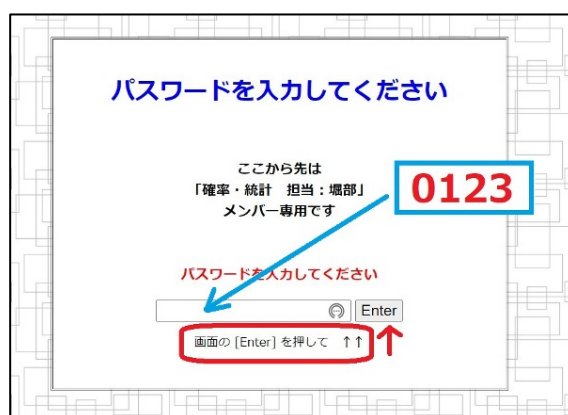 パスワードを入力してください
ここから先は
「確率・統計 担当：堀部」
メンバー専用です
0123
パスワードを入力してください
Enter
画面の [Enter] を押して ↑↑